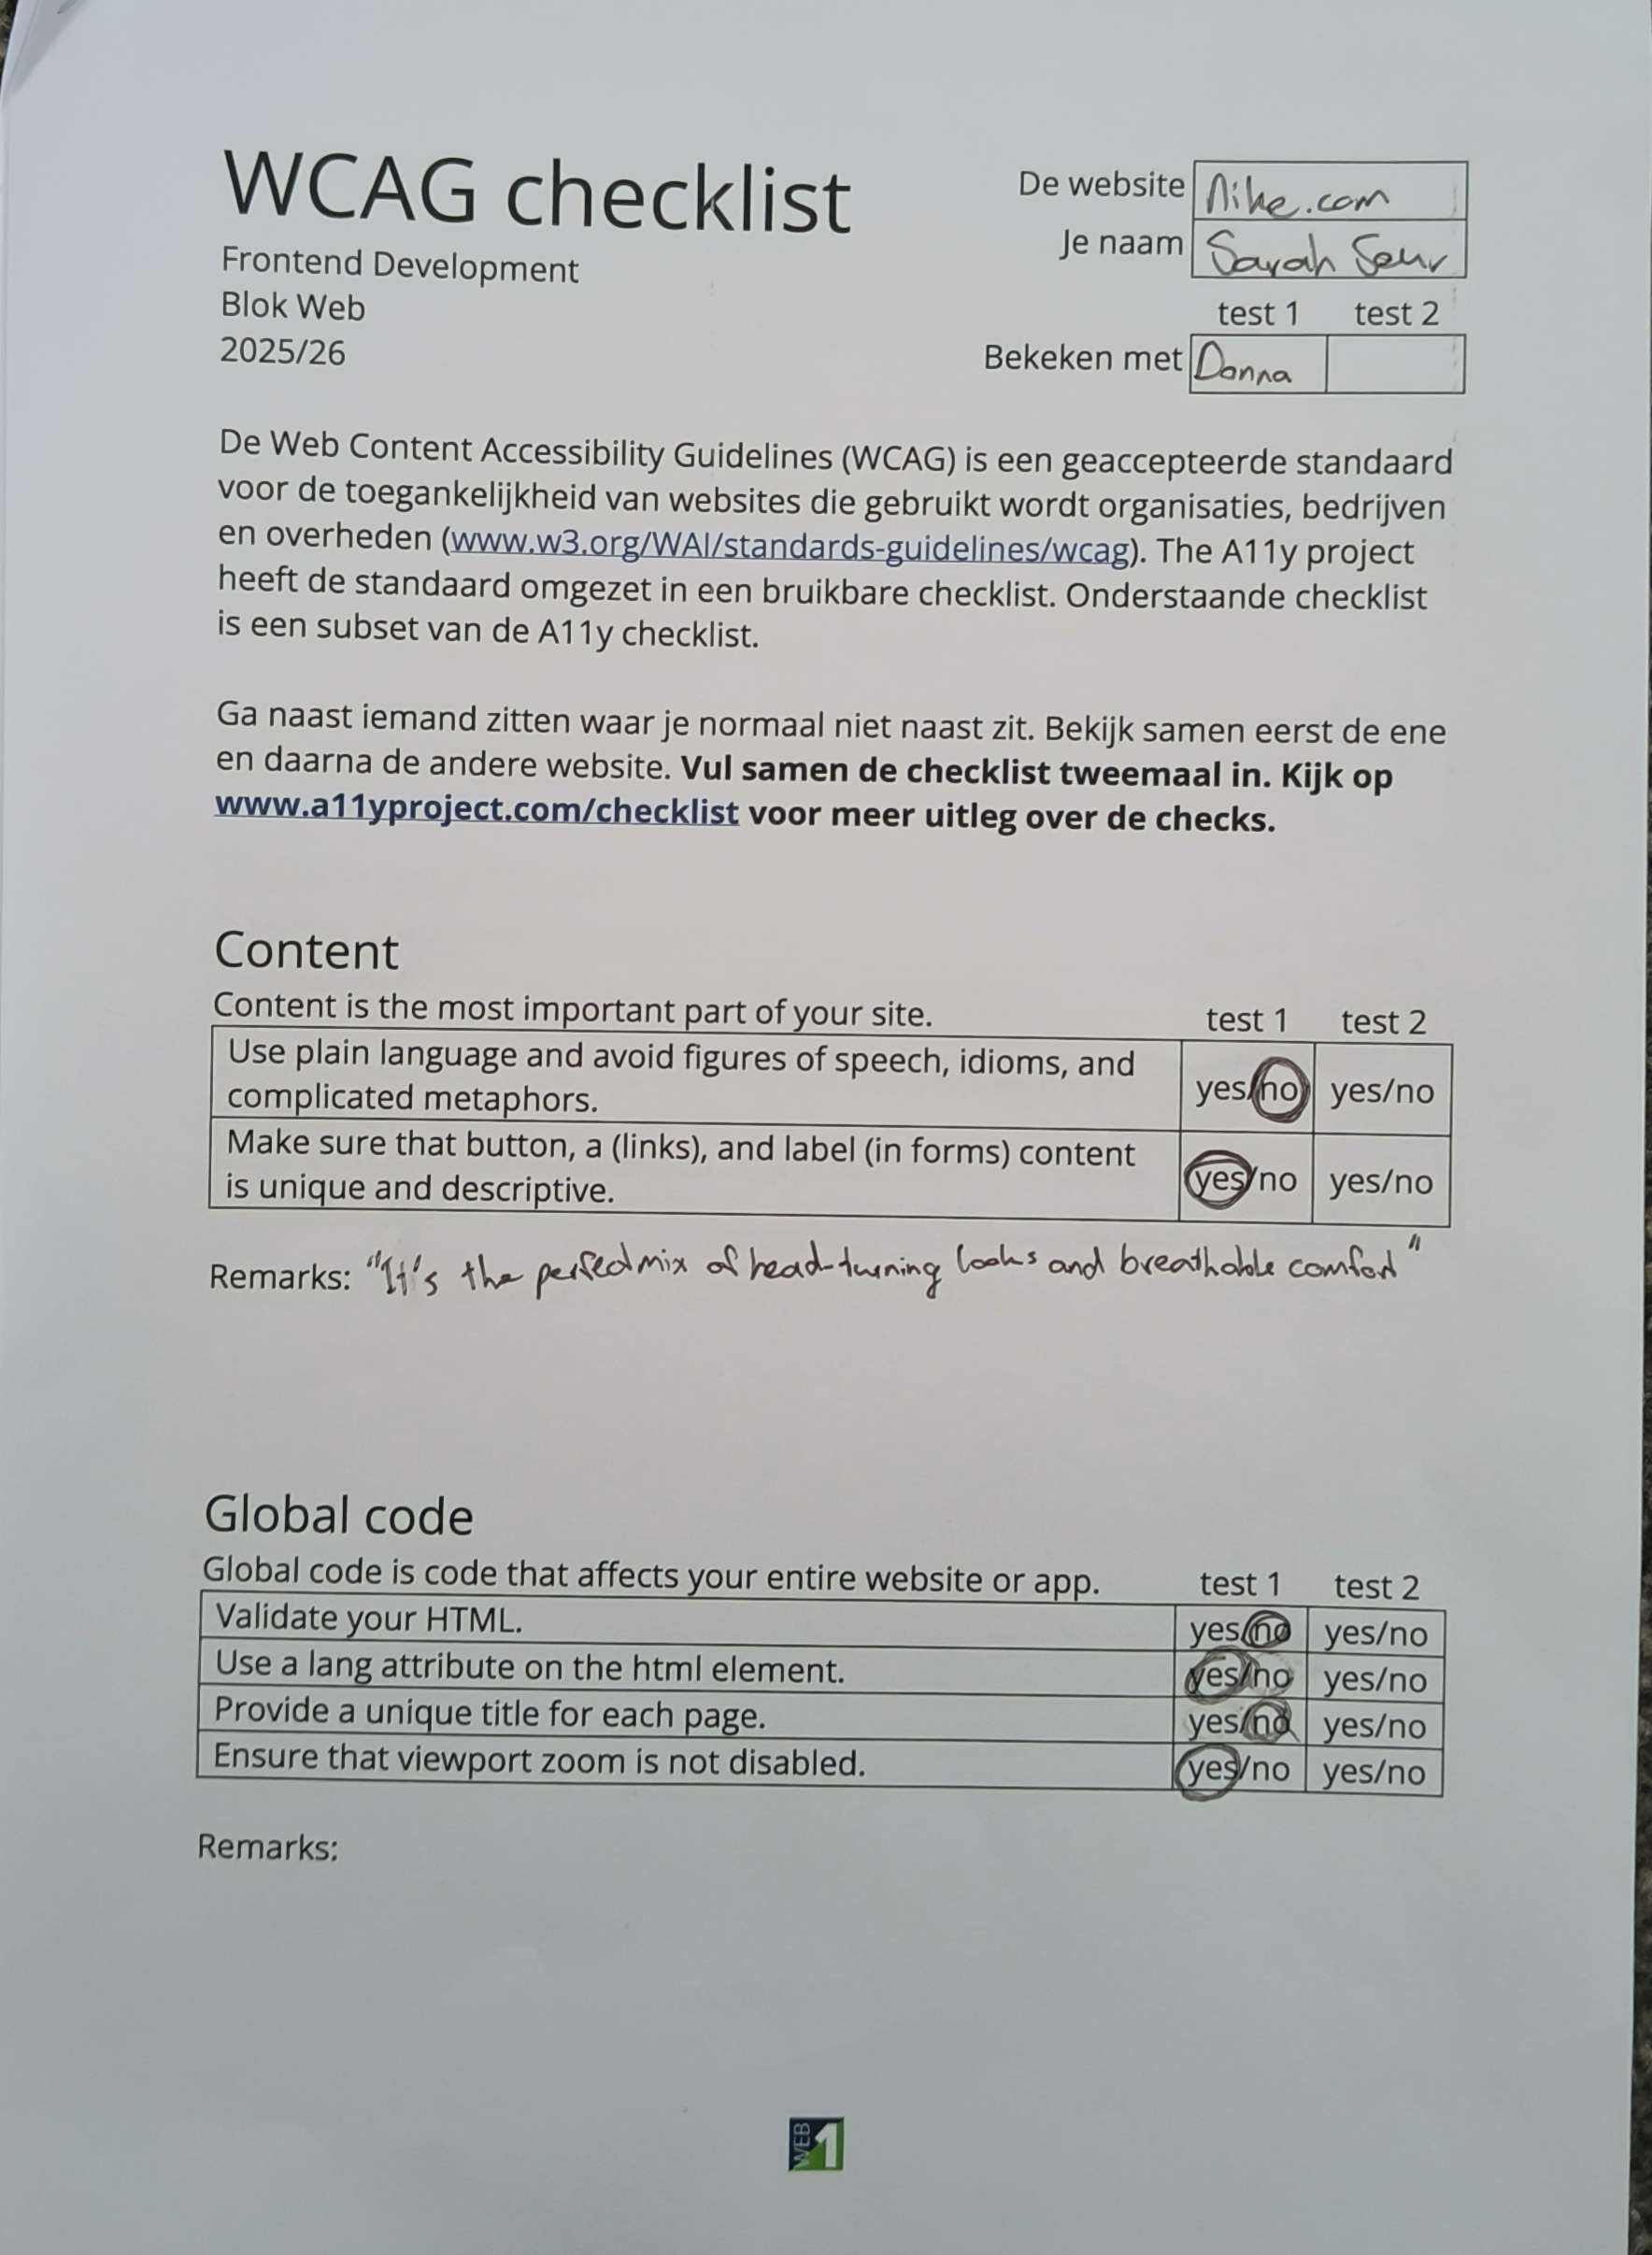 WCAG checklist
Frontend Development
Blok Web
2025/26
De website Nike.com
Je naam Sarah
test 1 test 2
Bekeken met Donna
De Web Content Accessibility Guidelines (WCAG) is een geaccepteerde standaard
voor de toegankelijkheid van websites die gebruikt wordt organisaties, bedrijven
en overheden (www.w3.org/WAI/standards-guidelines/wcag). The A11y project
heeft de standaard omgezet in een bruikbare checklist. Onderstaande checklist
is een subset van de A11y checklist.
Ga naast iemand zitten waar je normaal niet naast zit. Bekijk samen eerst de ene
en daarna de andere website. Vul samen de checklist tweemaal in. Kijk op
www.a11yproject.com/checklist voor meer uitleg over de checks.
Content
Content is the most important part of your site. test 1 test 2
Use plain language and avoid figures of speech, idioms, and
complicated metaphors. yes/no yes/no
Make sure that button, a (links), and label (in forms) content
is unique and descriptive. yes/no yes/no
Remarks: "It's the perfect mix of head-turning looks and breathable comfort"
Global code
Global code is code that affects your entire website or app. test 1 test 2
Validate your HTML. yes/no yes/no
Use a lang attribute on the html element. yes/no yes/no
Provide a unique title for each page. yes/no yes/no
Ensure that viewport zoom is not disabled. yes/no yes/no
Remarks:
WEB 1